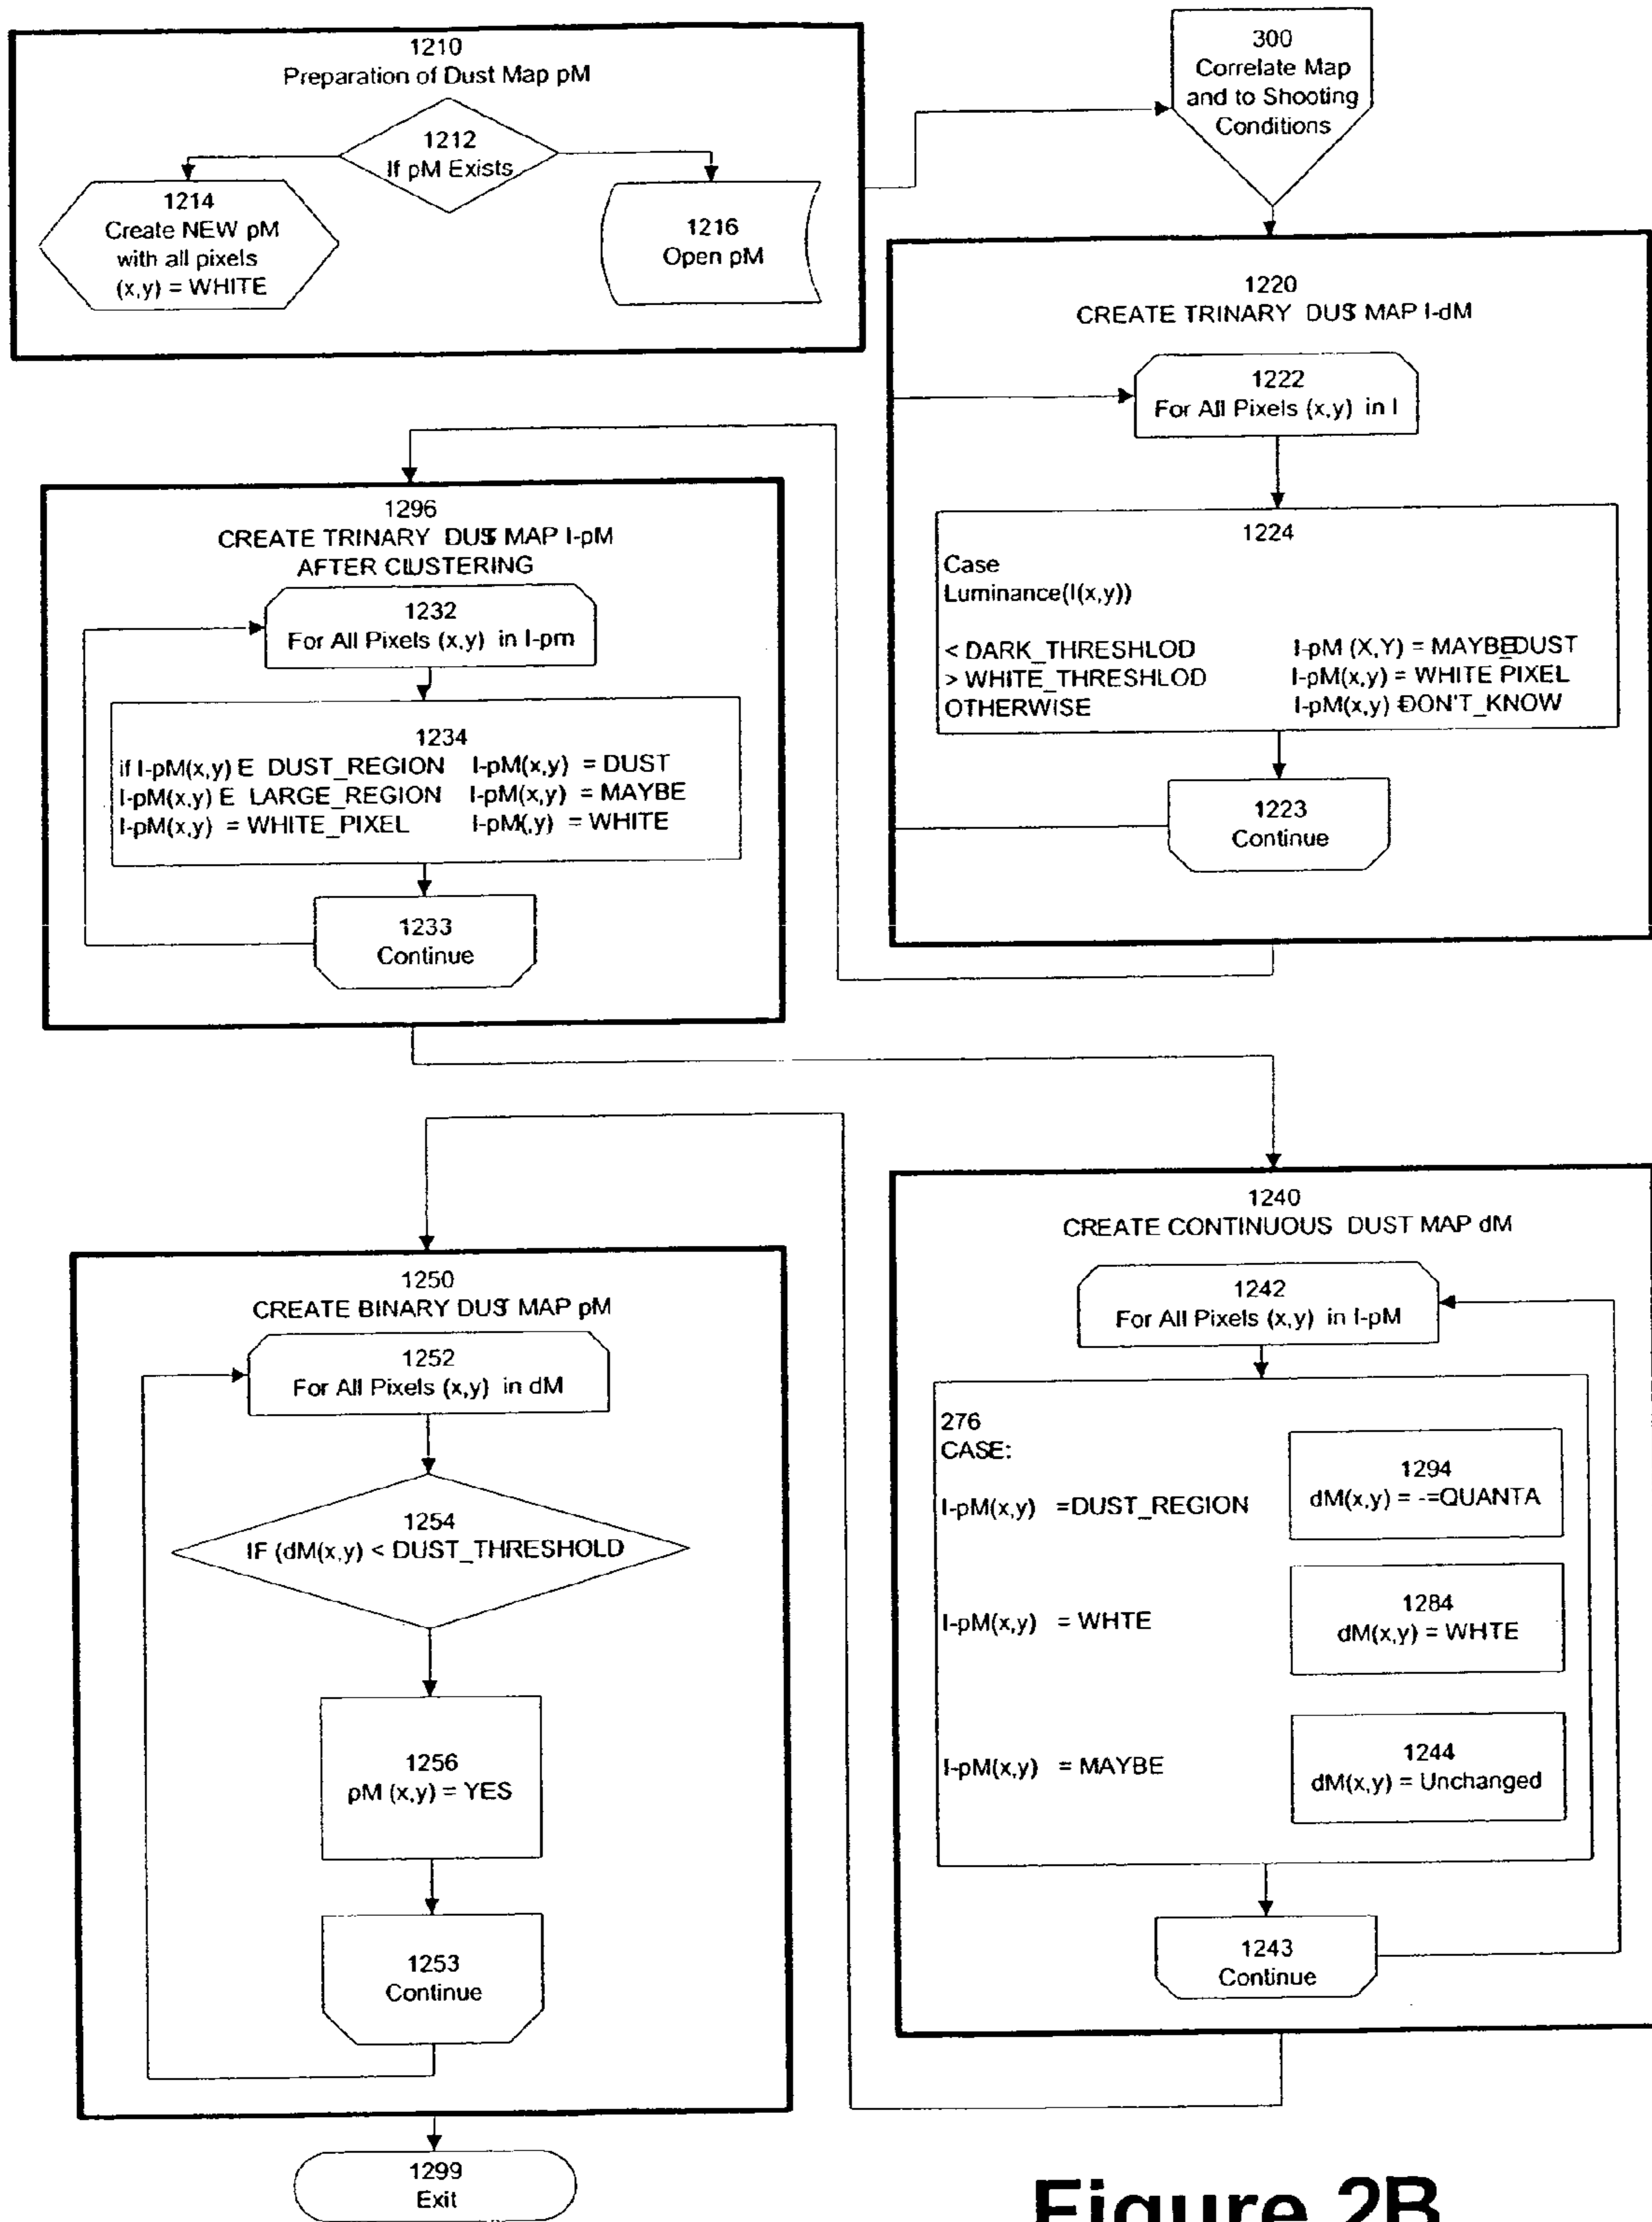 1210
Preparation of Dust Map pM
1212
If pM Exists
1214
Create NEW pM
with all pixels
(x,y) = WHITE
1216
Open pM
300
Correlate Map
and to Shooting
Conditions
1220
CREATE TRINARY DUST MAP I-dM
1222
For All Pixels (x,y) in I
1224
Case
Luminance(I(x,y))
< DARK_THRESHLOD I-pM (X,Y) = MAYBEDUST
> WHITE_THRESHLOD I-pM(x,y) = WHITE PIXEL
OTHERWISE I-pM(x,y) =DON'T_KNOW
1223
Continue
1296
CREATE TRINARY DUST MAP I-pM
AFTER CLUSTERING
1232
For All Pixels (x,y) in I-pm
1234
if I-pM(x,y) E DUST_REGION I-pM(x,y) = DUST
I-pM(x,y) E LARGE_REGION I-pM(x,y) = MAYBE
I-pM(x,y) = WHITE_PIXEL I-pM(,y) = WHITE
1233
Continue
1240
CREATE CONTINUOUS DUST MAP dM
1242
For All Pixels (x,y) in I-pM
276
CASE:
I-pM(x,y) =DUST_REGION
1294
dM(x,y) = -=QUANTA
I-pM(x,y) = WHTE
1284
dM(x,y) = WHTE
I-pM(x,y) = MAYBE
1244
dM(x,y) = Unchanged
1243
Continue
1250
CREATE BINARY DUST MAP pM
1252
For All Pixels (x,y) in dM
1254
IF (dM(x,y) < DUST_THRESHOLD
1256
pM (x,y) = YES
1253
Continue
1299
Exit
Figure 2B